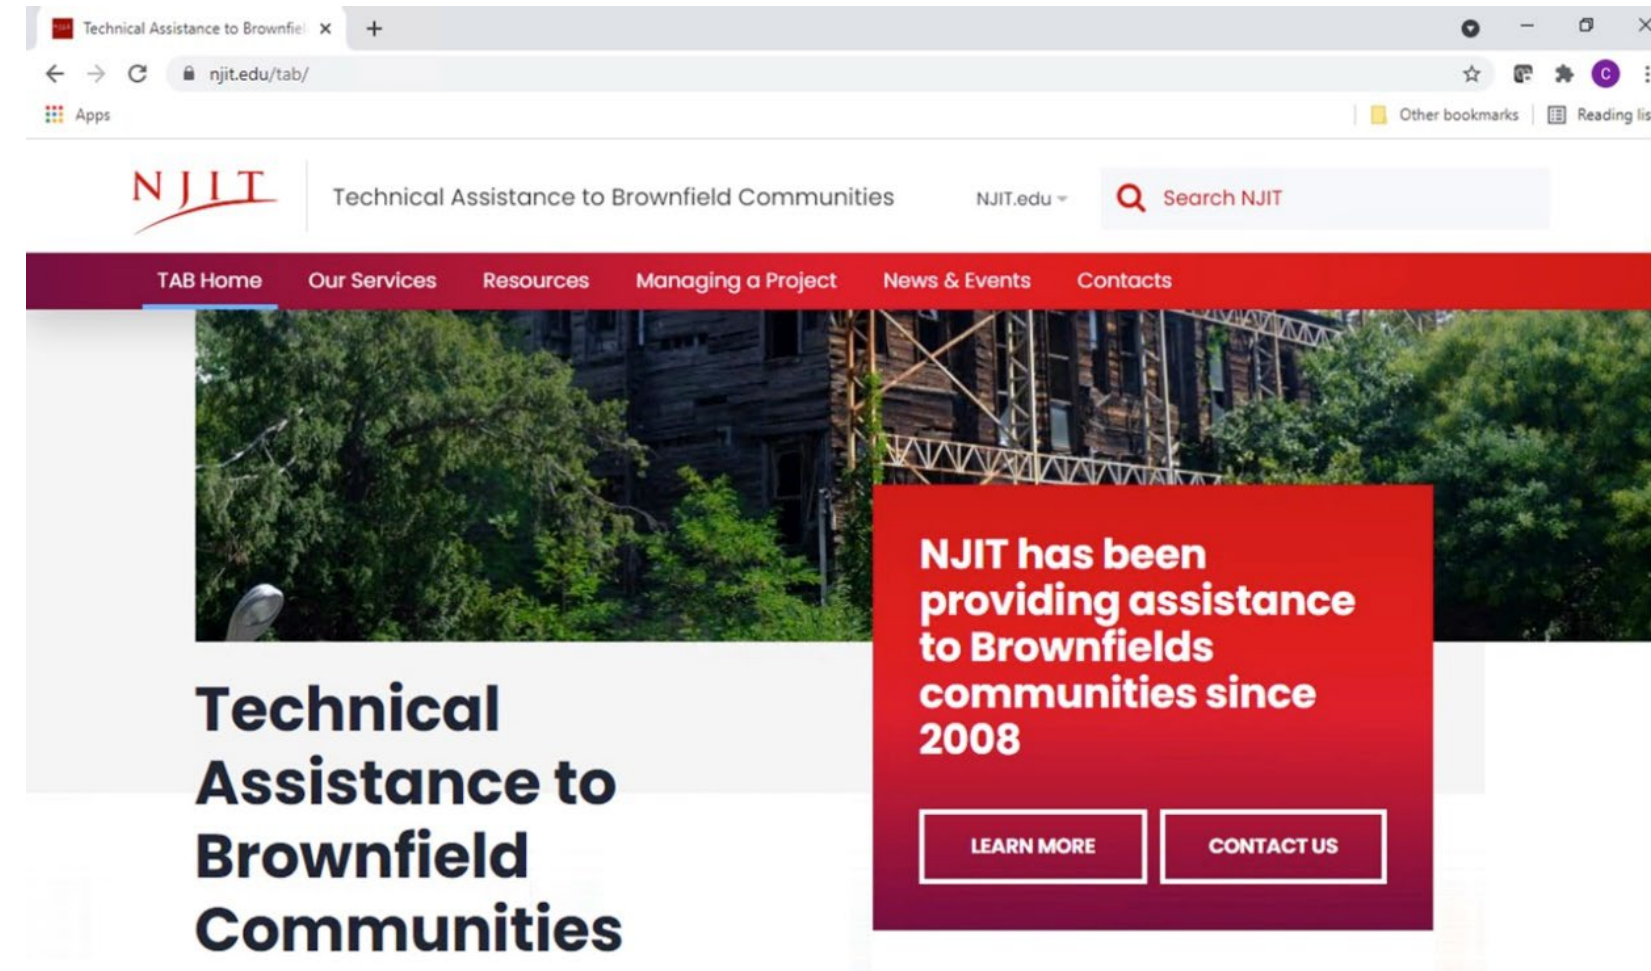 Technical Assistance to Brownfiel
njit.edu/tab/
C
Apps
Other bookmarks
Reading lis
NJIT
Technical Assistance to Brownfield Communities
NJIT.edu
Search NJIT
TAB Home Our Services Resources Managing a Project News & Events Contacts
NJIT has been
providing assistance
to Brownfields
communities since
2008
LEARN MORE
CONTACT US
Technical
Assistance to
Brownfield
Communities